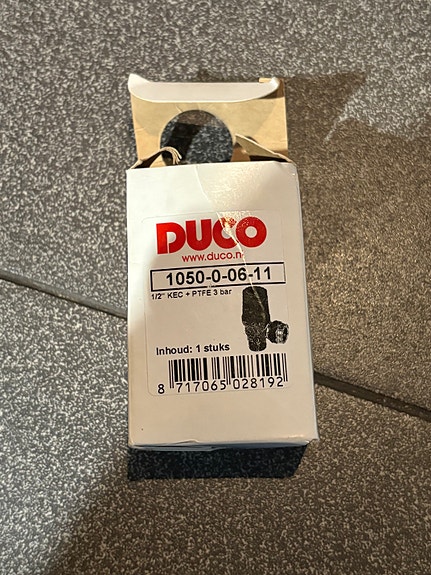 DUCO
www.duco.nl
1050-0-06-11
1/2" KEC + PTFE 3 bar
Inhoud: 1 stuks
8 717065 028192